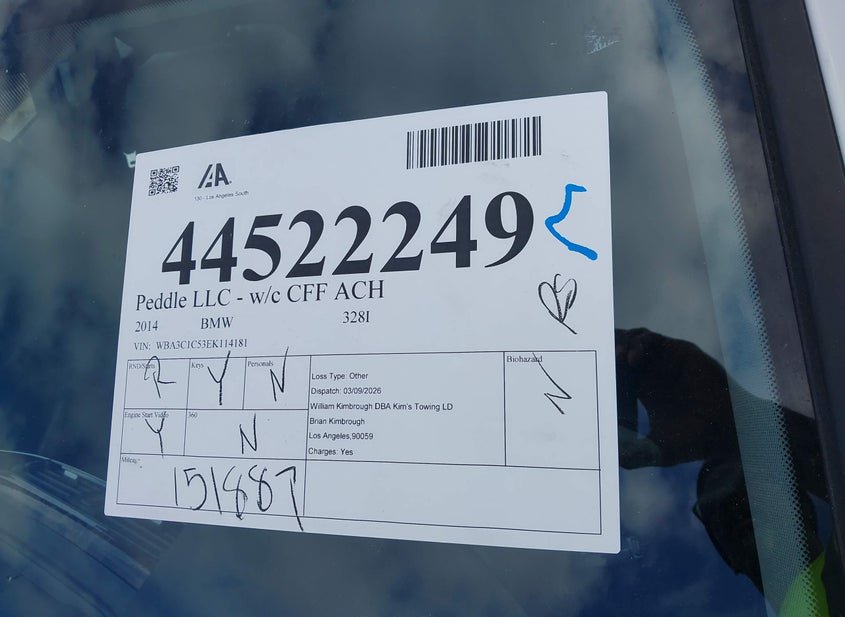 IAA
130 - Los Angeles South
44522249
Peddle LLC - w/c CFF ACH
2014 BMW 328I
VIN: WBA3C1C53EK114181
RND/Starts Keys Personals Biohazard
R Y N N
Loss Type: Other
Dispatch: 03/09/2026
William Kimbrough DBA Kim's Towing LD
Brian Kimbrough
Los Angeles,90059
Charges: Yes
Engine Start Video 360
Y N
Mileage
151887